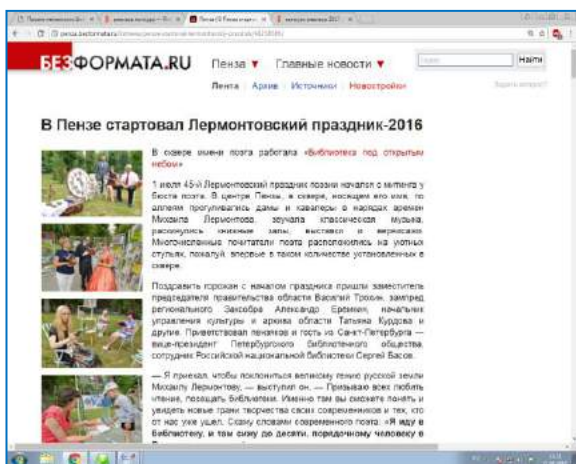 penza.bezformata.ru
БЕЗФОРМАТА.RU
Пенза ▼ Главные новости ▼
Найти
Лента Архив Источники Новостройки
В Пензе стартовал Лермонтовский праздник-2016
В сквере имени поэта работала «Библиотека под открытым
небом»
1 июля 45-й Лермонтовский праздник поэзии начался с митинга у
бюста поэта. В центре Пензы, в сквере, носящем его имя, по
аллеям прогуливались дамы и кавалеры в нарядах времен
Михаила Лермонтова, звучала классическая музыка,
раскинулись книжные залы, выставки и вернисажи.
Многочисленные почитатели поэта расположились на уютных
стульях, пожалуй, впервые в таком количестве установленных в
сквере.
Поздравить горожан с началом праздника пришли заместитель
председателя правительства области Василий Трохин, зампред
регионального Заксобра Александр Еремкин, начальник
управления культуры и архива области Татьяна Курдова и
другие. Приветствовал пензяков и гость из Санкт-Петербурга —
вице-президент Петербургского библиотечного общества,
сотрудник Российской национальной библиотеки Сергей Басов.
— Я приехал, чтобы поклониться великому гению русской земли
Михаилу Лермонтову, — выступил он. — Призываю всех любить
чтение, посещать библиотеки. Именно там вы сможете понять и
увидеть новые грани творчества своих современников и тех, кто
от нас уже ушел. Скажу словами современного поэта: «Я иду в
библиотеку, и там сижу до десяти, порядочному человеку в